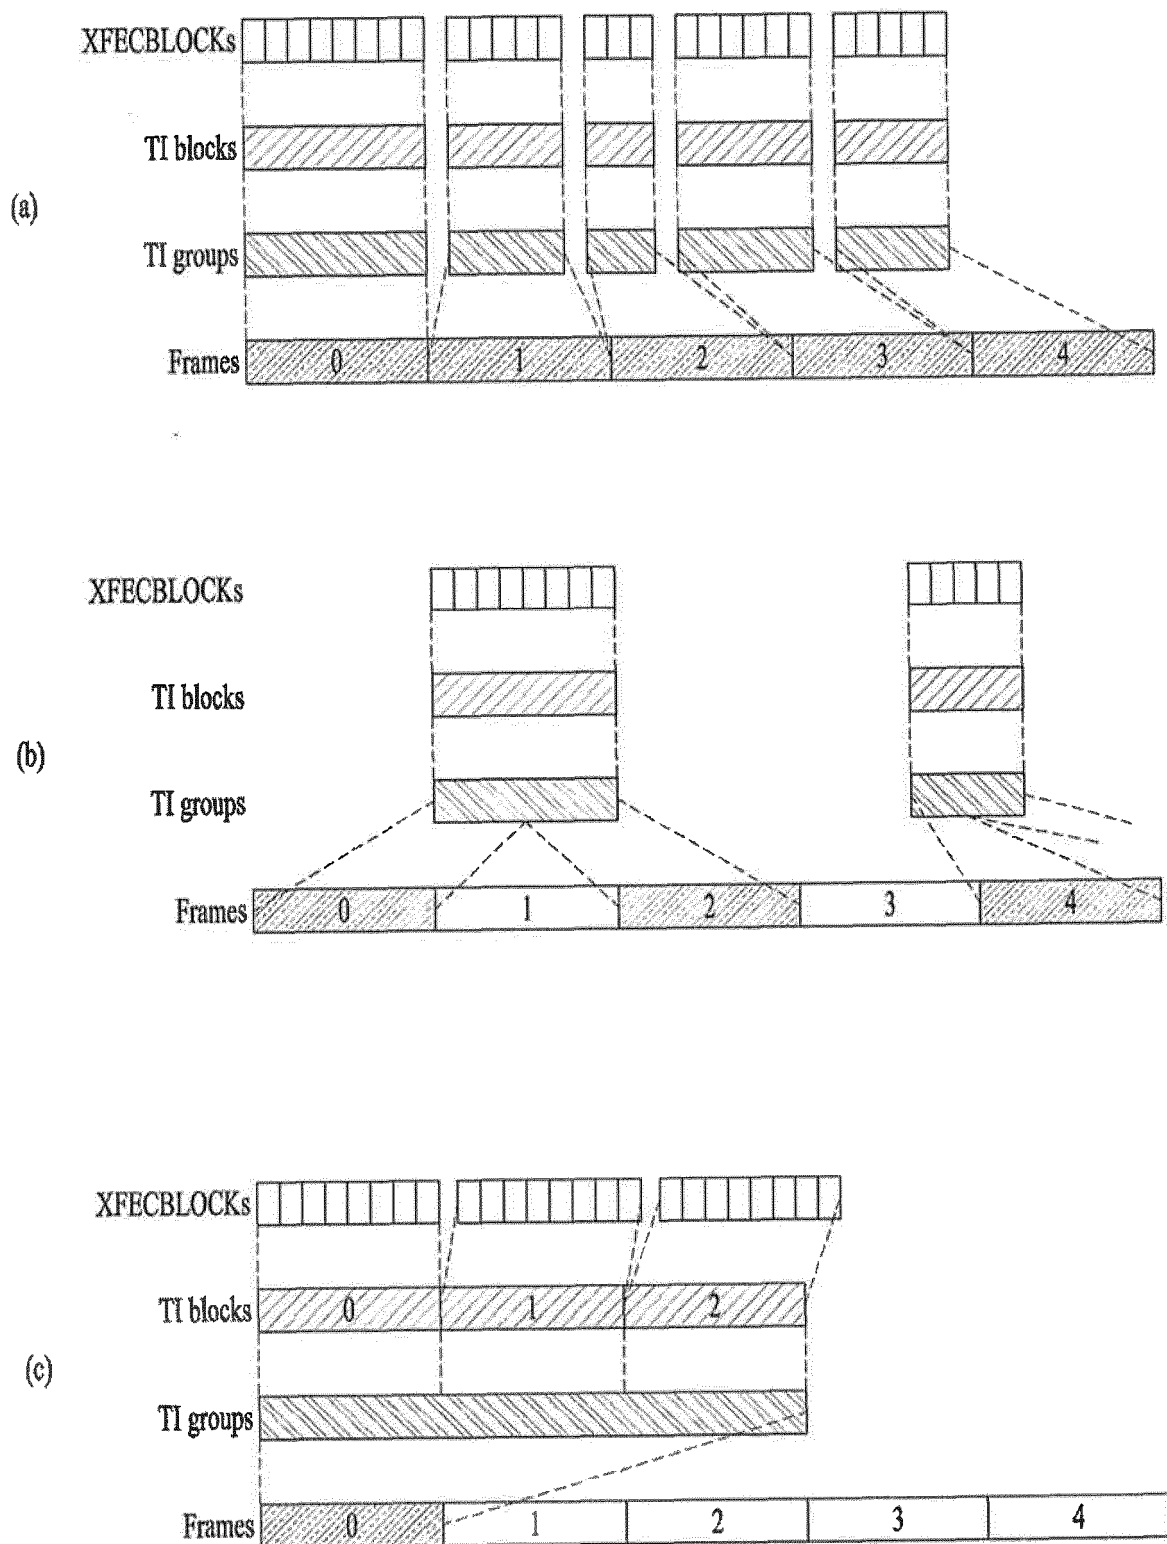 XFECBLOCKs
TI blocks
(a)
TI groups
Frames 0 1 2 3 4
XFECBLOCKs
TI blocks
(b)
TI groups
Frames 0 1 2 3 4
XFECBLOCKs
TI blocks 0 1 2
(c)
TI groups
Frames 0 1 2 3 4